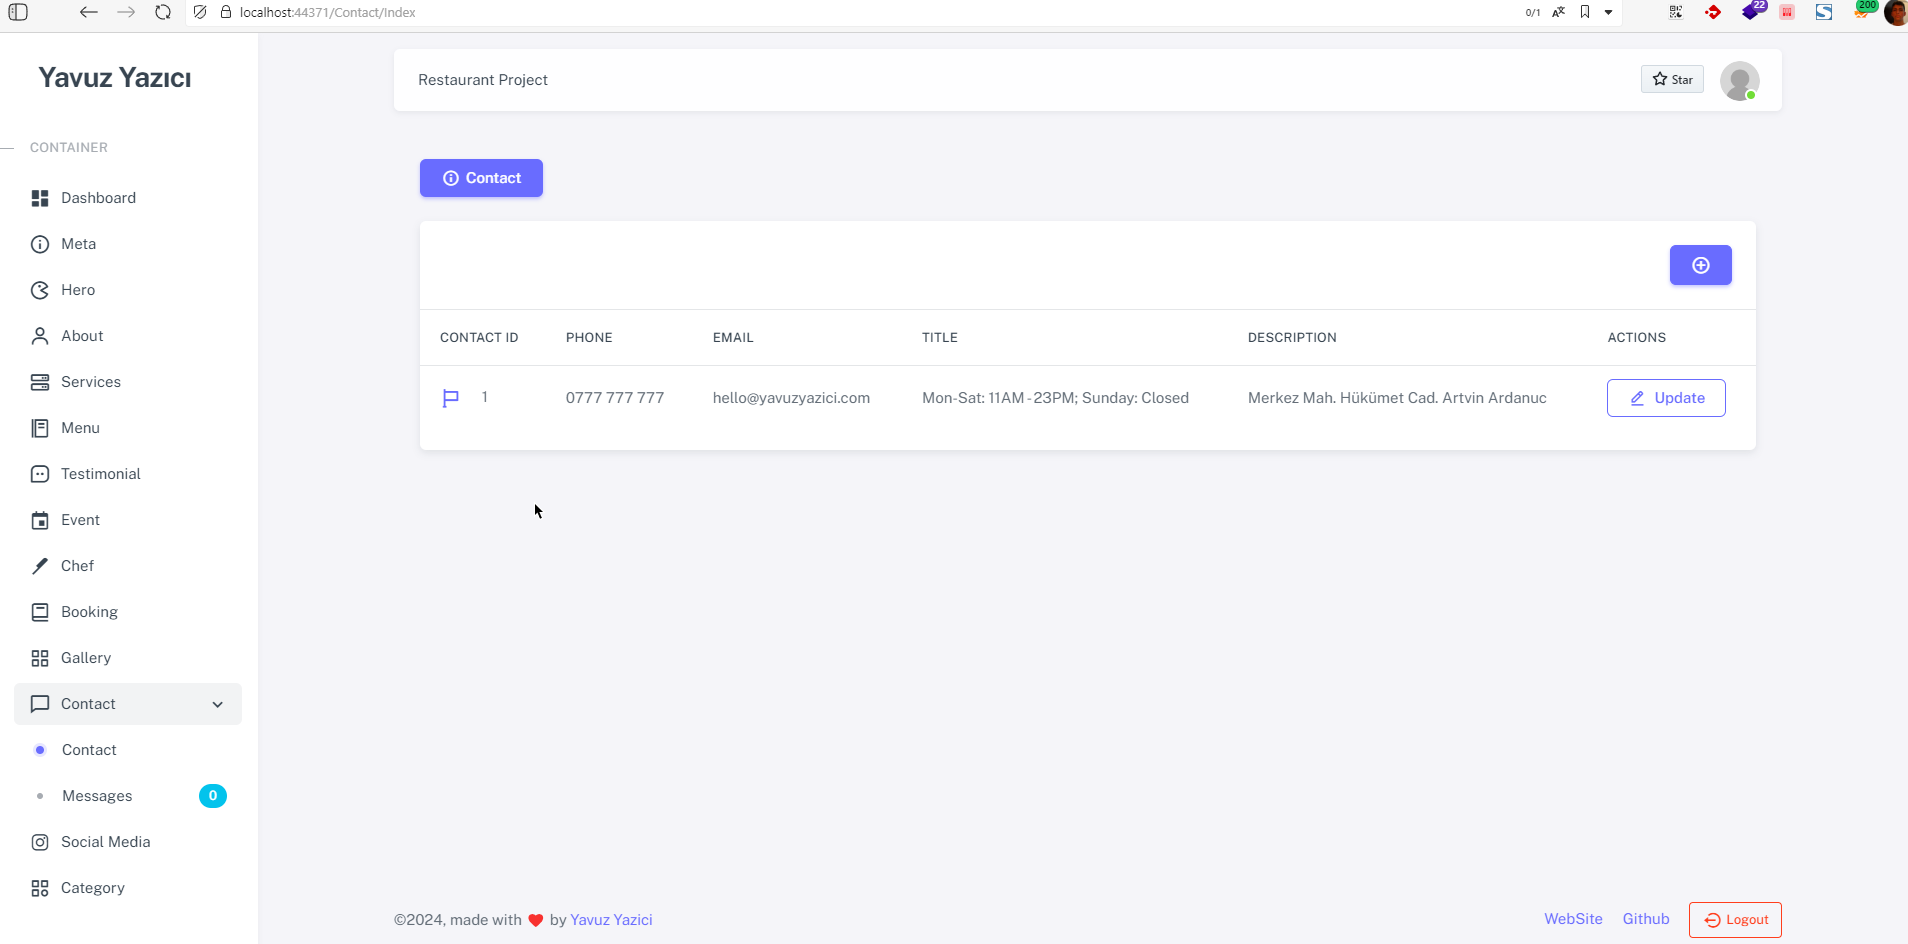 localhost:44371/Contact/Index
0/1
22
200
Yavuz Yazıcı
CONTAINER
Dashboard
Meta
Hero
About
Services
Menu
Testimonial
Event
Chef
Booking
Gallery
Contact
Contact
Messages 0
Social Media
Category
Restaurant Project
Star
Contact
CONTACT ID PHONE EMAIL TITLE DESCRIPTION ACTIONS
1 0777 777 777 hello@yavuzyazici.com Mon-Sat: 11AM - 23PM; Sunday: Closed Merkez Mah. Hükümet Cad. Artvin Ardanuc Update
©2024, made with ❤️ by Yavuz Yazici
WebSite Github Logout